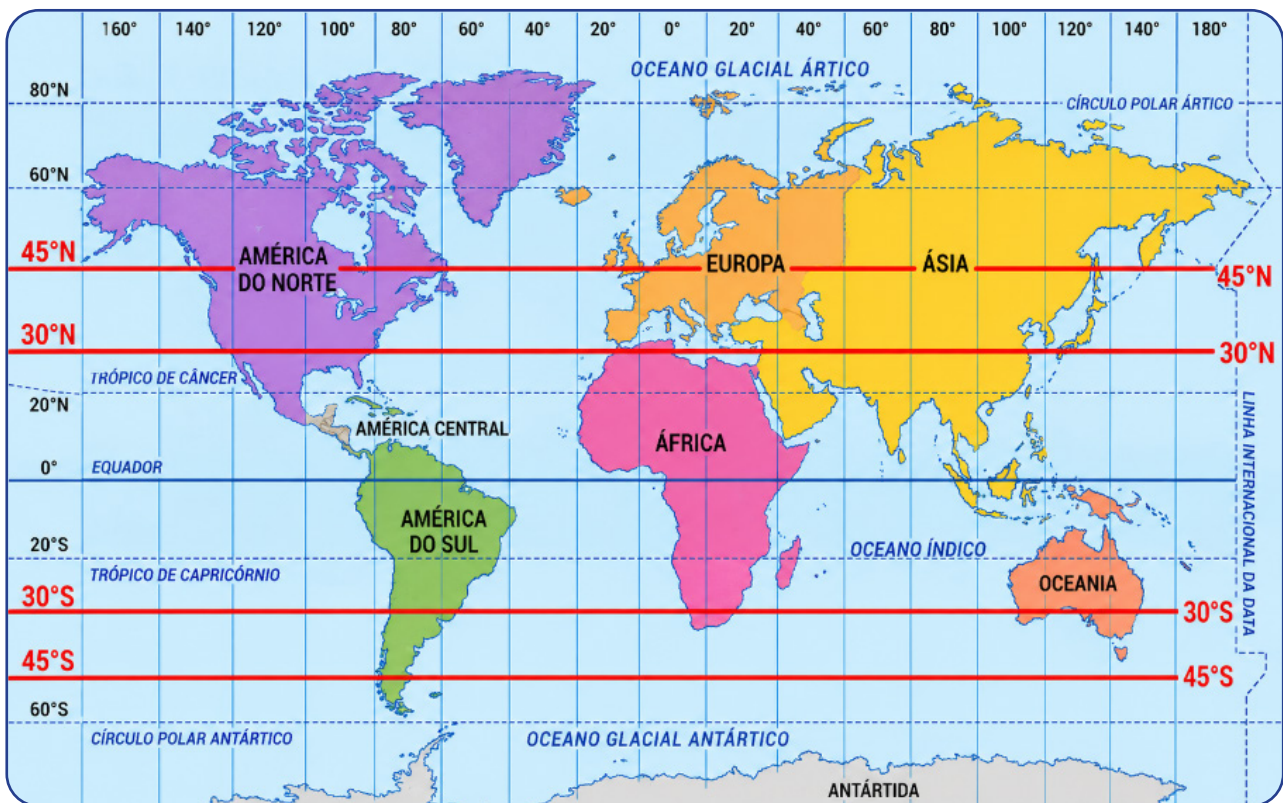 160° 140° 120° 100° 80° 60° 40° 20° 0° 20° 40° 60° 80° 100° 120° 140° 160° 180°
OCEANO GLACIAL ÁRTICO
80°N
CÍRCULO POLAR ÁRTICO
60°N
45°N
AMÉRICA
DO NORTE
EUROPA
ÁSIA
45°N
30°N
30°N
TRÓPICO DE CÂNCER
20°N
AMÉRICA CENTRAL
ÁFRICA
LINHA INTERNACIONAL DA DATA
0°
EQUADOR
AMÉRICA
DO SUL
20°S
OCEANO ÍNDICO
TRÓPICO DE CAPRICÓRNIO
OCEANIA
30°S
30°S
45°S
45°S
60°S
CÍRCULO POLAR ANTÁRTICO
OCEANO GLACIAL ANTÁRTICO
ANTÁRTIDA